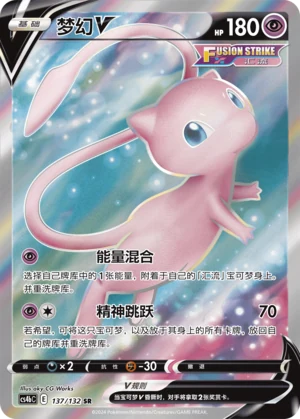 基础
梦幻V
HP 180
FUSION STRIKE
汇流
能量混合
选择自己牌库中的1张能量,附着于自己的「汇流」宝可梦身上。
并重洗牌库。
精神跳跃 70
若希望,可将这只宝可梦,以及放于其身上的所有卡牌,放回自己的牌库并重洗牌库。
×2 -30
Illus. aky CG Works
V规则
cs4bC E 137/132 SR
当宝可梦V昏厥时,对手将拿取2张奖赏卡。